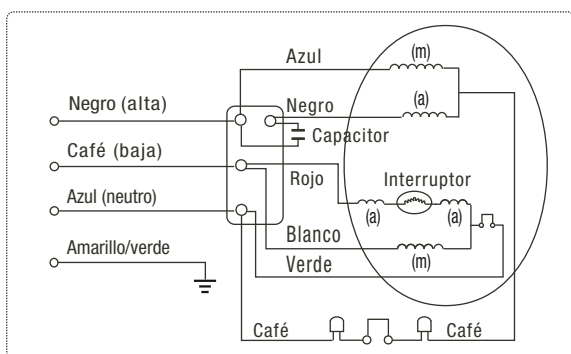 Azul
(m)
Negro (alta)
Negro
(a)
Capacitor
Café (baja)
Rojo
Interruptor
Azul (neutro)
(a)
(a)
Blanco
(m)
Amarillo/verde
Verde
Café
Café